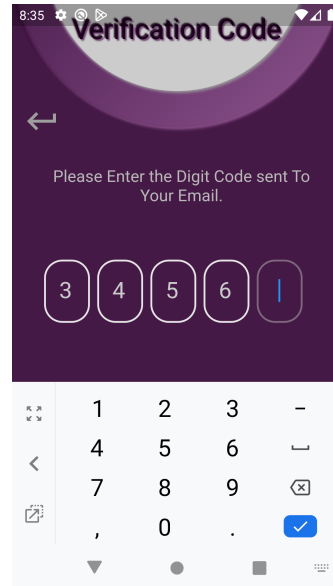 8:35
Verification Code
Please Enter the Digit Code sent To
Your Email.
3 4 5 6
1 2 3 -
4 5 6
7 8 9
, 0 .